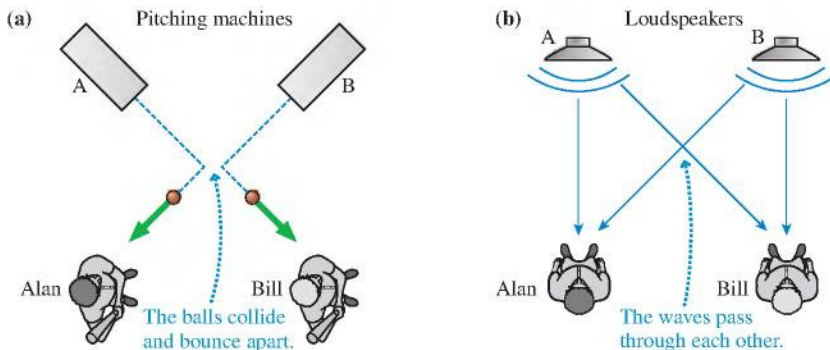 (a) Pitching machines
A
B
Alan
Bill
The balls collide
and bounce apart.
(b) Loudspeakers
A
B
Alan
Bill
The waves pass
through each other.